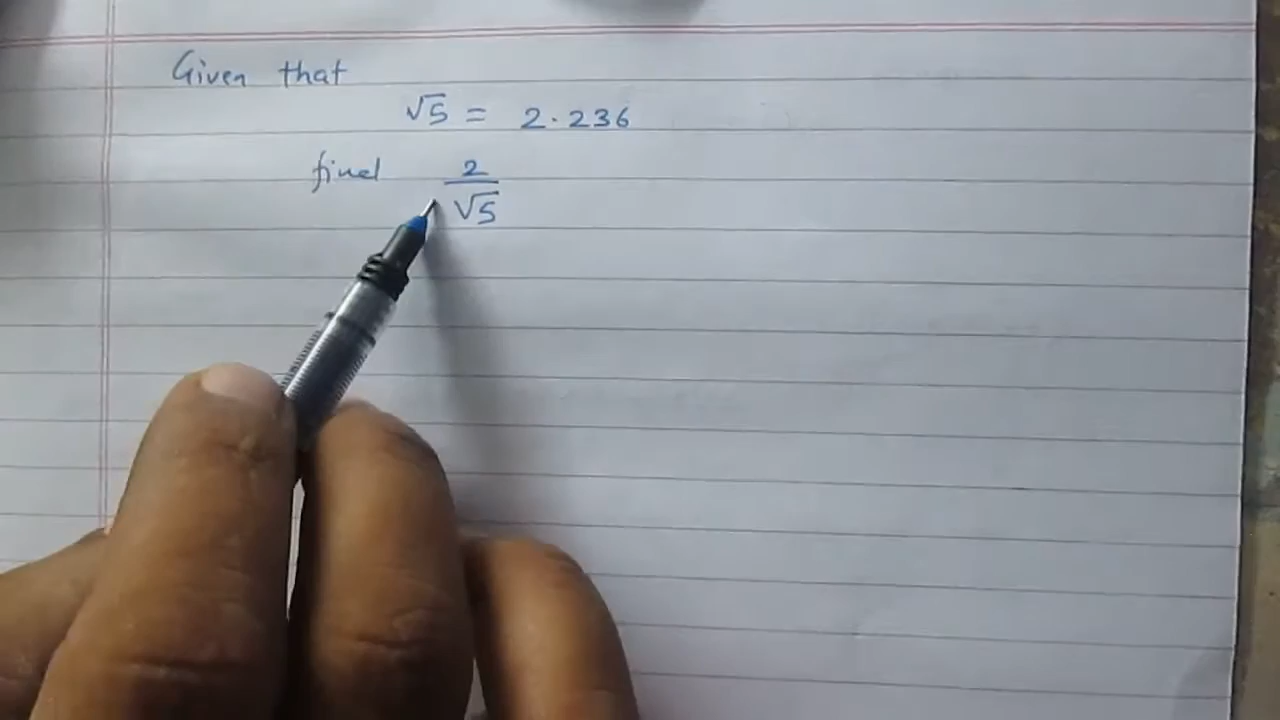 Given that
√5 = 2.236
find 2/√5